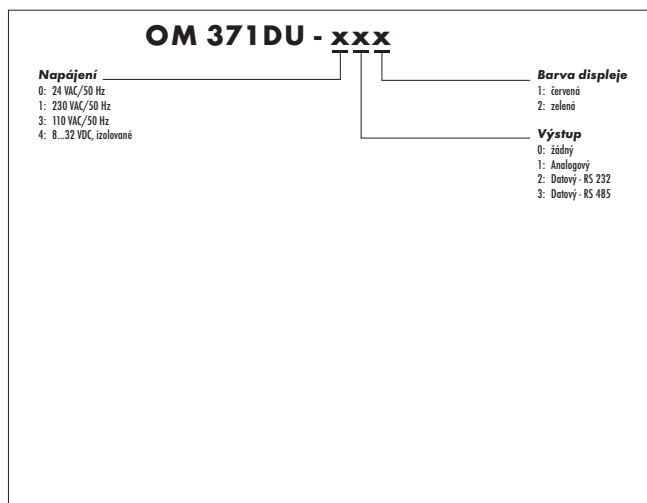 OM 371DU - xxx
Napájení
0: 24 VAC/50 Hz
1: 230 VAC/50 Hz
3: 110 VAC/50 Hz
4: 8...32 VDC, izolované
Barva displeje
1: červená
2: zelená
Výstup
0: žádný
1: Analogový
2: Datový - RS 232
3: Datový - RS 485